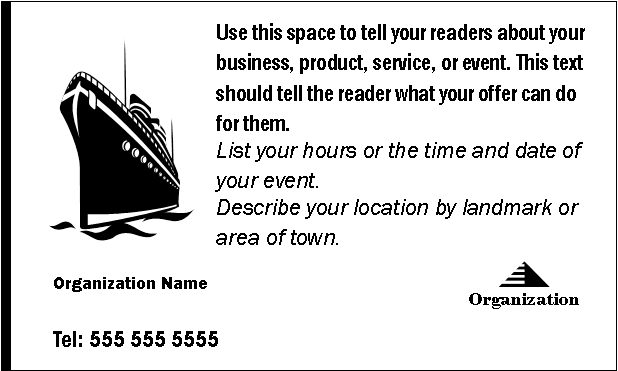 Use this space to tell your readers about your
business, product, service, or event. This text
should tell the reader what your offer can do
for them.
List your hours or the time and date of
your event.
Describe your location by landmark or
area of town.
Organization Name
Organization
Tel: 555 555 5555